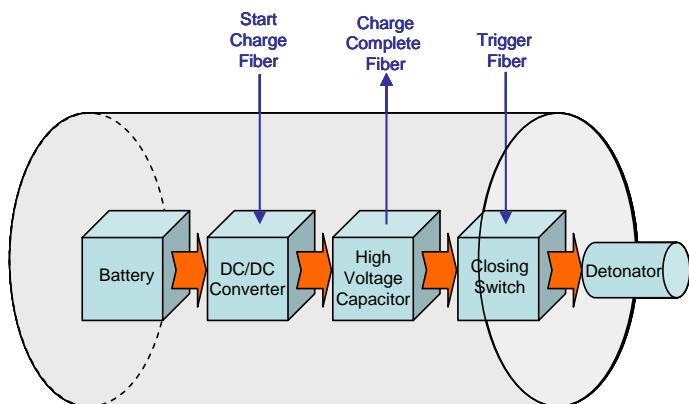 Start
Charge
Fiber
Charge
Complete
Fiber
Trigger
Fiber
Battery
DC/DC
Converter
High
Voltage
Capacitor
Closing
Switch
Detonator